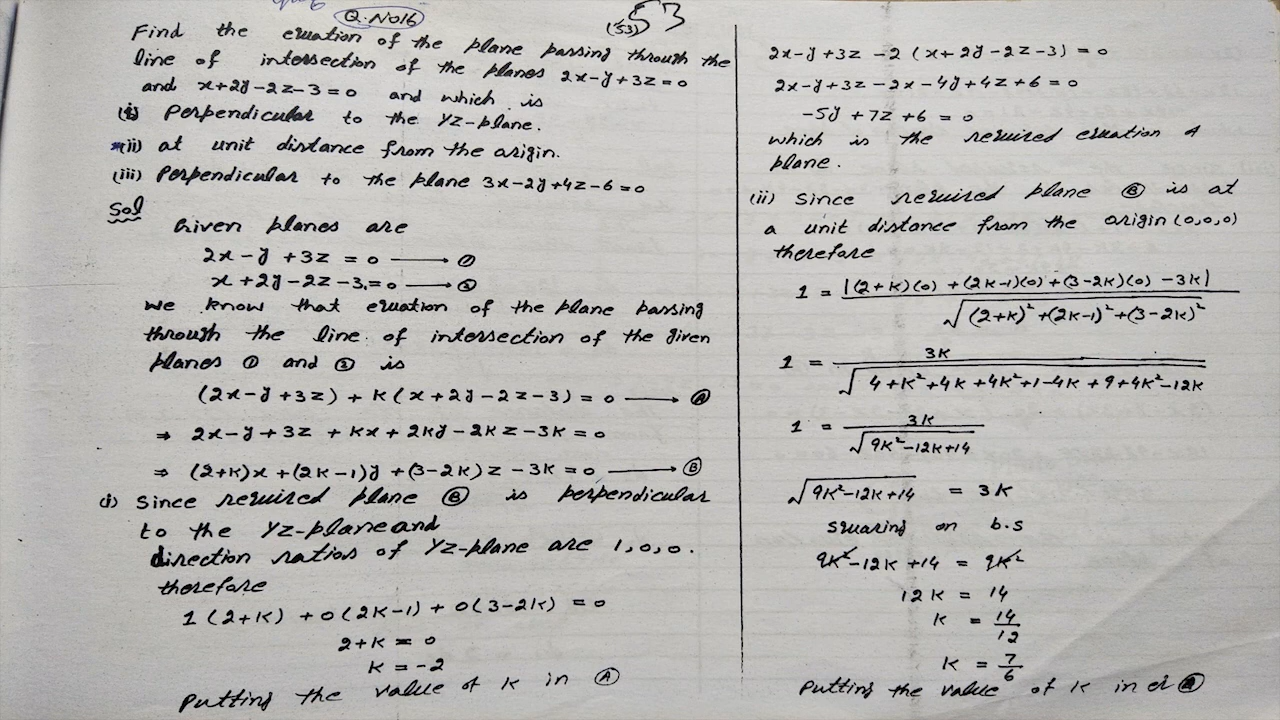 Q.No16
(53) 53
Find the equation of the plane passing through the
line of intersection of the planes 2x-y+3z=0
and x+2y-2z-3=0 and which is
(i) Perpendicular to the YZ-plane.
(ii) at unit distance from the origin.
(iii) Perpendicular to the plane 3x-2y+4z-6=0
Sol
Given planes are
2x-y+3z = 0 → ①
x+2y-2z-3=0 → ②
we know that equation of the plane passing
through the line of intersection of the given
planes ① and ② is
(2x-y+3z) + K(x+2y-2z-3) = 0 → Ⓐ
⇒ 2x-y+3z + Kx + 2Ky - 2Kz - 3K = 0
⇒ (2+K)x + (2K-1)y + (3-2K)z - 3K = 0 → Ⓑ
(i) Since required plane Ⓑ is perpendicular
to the YZ-plane and
direction ratios of YZ-plane are 1,0,0.
therefore
1(2+K) + 0(2K-1) + 0(3-2K) = 0
2+K = 0
K = -2
Putting the value of K in Ⓐ
2x-y+3z -2(x+2y-2z-3) = 0
2x-y+3z-2x-4y+4z+6 = 0
-5y+7z+6 = 0
which is the required equation of
plane.
(ii) Since required plane Ⓑ is at
a unit distance from the origin (0,0,0)
therefore
1 = |(2+K)(0) + (2K-1)(0) + (3-2K)(0) - 3K| / √(2+K)²+(2K-1)²+(3-2K)²
1 = 3K / √4+K²+4K+4K²+1-4K+9+4K²-12K
1 = 3K / √9K²-12K+14
√9K²-12K+14 = 3K
squaring on b.s
9K²-12K+14 = 9K²
12K = 14
K = 14/12
K = 7/6
Putting the value of K in